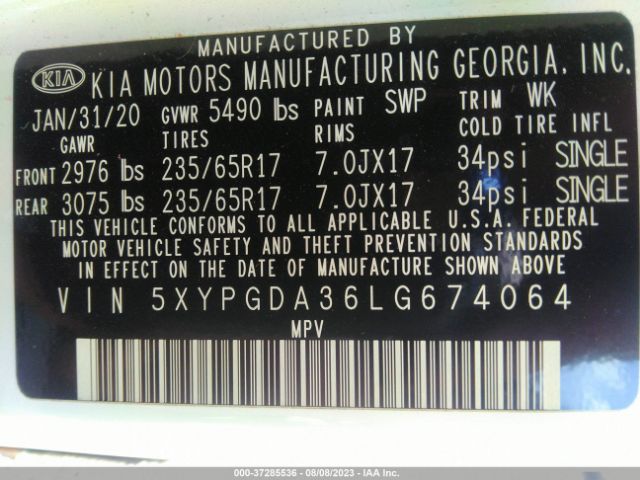 MANUFACTURED BY
KIA KIA MOTORS MANUFACTURING GEORGIA, INC.
JAN/31/20 GVWR 5490 lbs PAINT SWP TRIM WK
GAWR TIRES RIMS COLD TIRE INFL
FRONT 2976 lbs 235/65R17 7.0JX17 34psi SINGLE
REAR 3075 lbs 235/65R17 7.0JX17 34psi SINGLE
THIS VEHICLE CONFORMS TO ALL APPLICABLE U.S.A. FEDERAL
MOTOR VEHICLE SAFETY AND THEFT PREVENTION STANDARDS
IN EFFECT ON THE DATE OF MANUFACTURE SHOWN ABOVE
VIN 5XYPGDA36LG674064
MPV
000-37285536 - 08/08/2023 - IAA Inc.